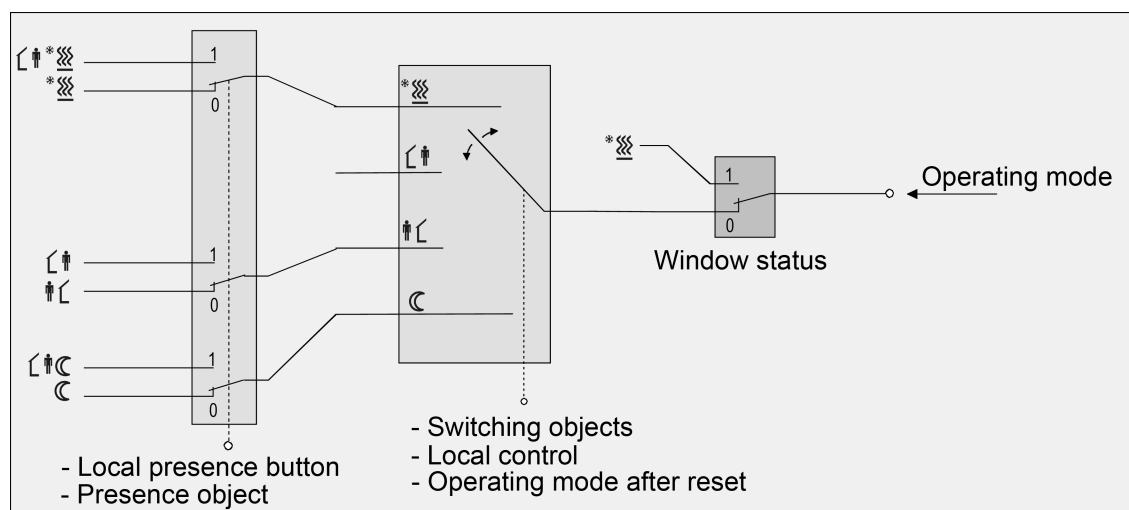 1
0
1
0
1
0
1
0
Operating mode
Window status
- Switching objects
- Local control
- Operating mode after reset
- Local presence button
- Presence object